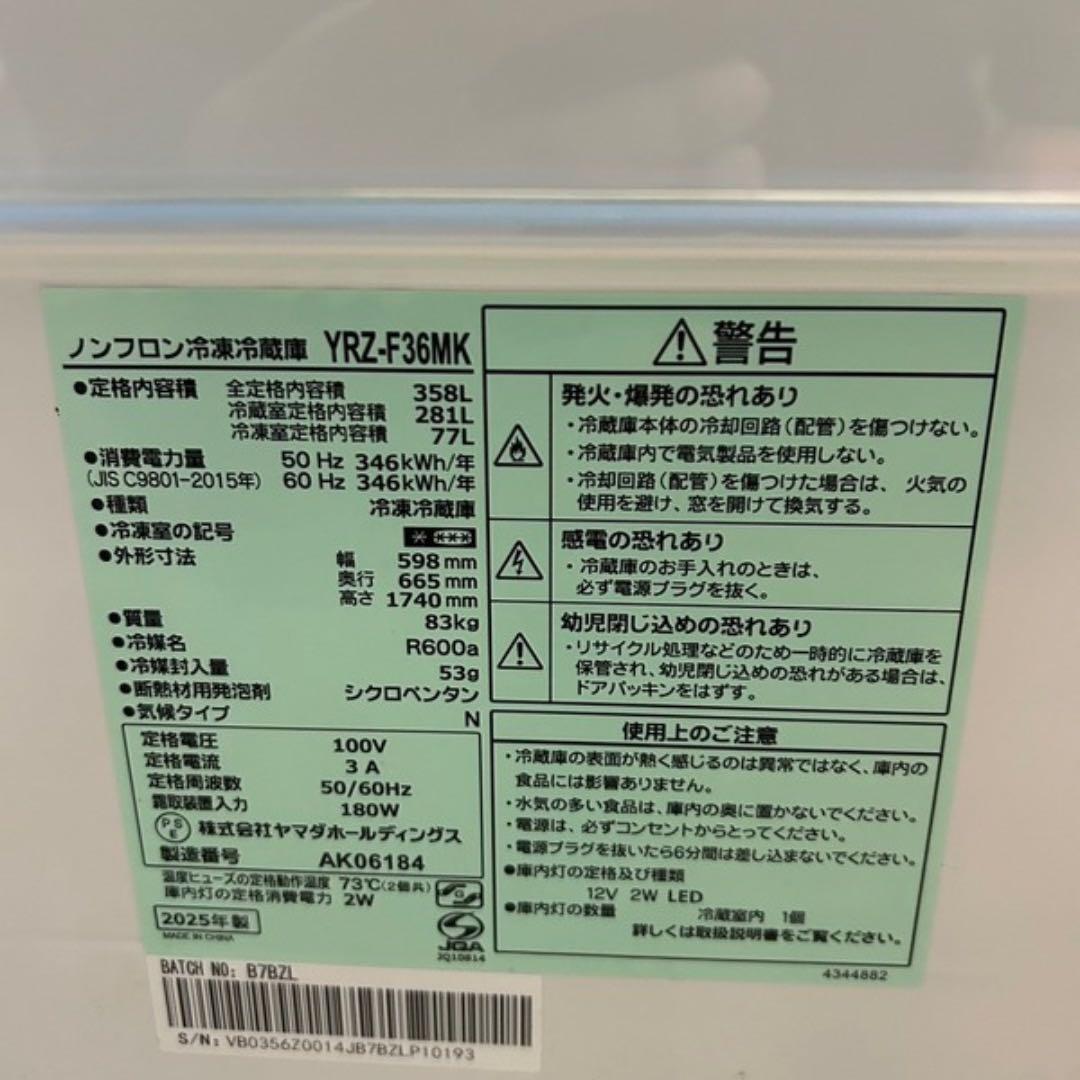 ノンフロン冷凍冷蔵庫 YRZ-F36MK
●定格内容積 全定格内容積 358L
冷蔵室定格内容積 281L
冷凍室定格内容積 77L
●消費電力量 50 Hz 346kWh/年
(JIS C9801-2015年) 60 Hz 346kWh/年
●種類 冷凍冷蔵庫
●冷凍室の記号
●外形寸法 幅 598mm
奥行 665mm
高さ 1740mm
●質量 83kg
●冷媒名 R600a
●冷媒封入量 53g
●断熱材用発泡剤 シクロペンタン
●気候タイプ N
定格電圧 100V
定格電流 3 A
定格周波数 50/60Hz
霜取装置入力 180W
PSE 株式会社ヤマダホールディングス
製造番号 AK06184
温度ヒューズの定格動作温度 73℃(2個共)
庫内灯の定格消費電力 2W
2025年製
MADE IN CHINA
G
JQA
JQ10814
警告
発火・爆発の恐れあり
・冷蔵庫本体の冷却回路(配管)を傷つけない。
・冷蔵庫内で電気製品を使用しない。
・冷却回路(配管)を傷つけた場合は、火気の
使用を避け、窓を開けて換気する。
感電の恐れあり
・冷蔵庫のお手入れのときは、
必ず電源プラグを抜く。
幼児閉じ込めの恐れあり
・リサイクル処理などのため一時的に冷蔵庫を
保管され、幼児閉じ込めの恐れがある場合は、
ドアパッキンをはずす。
使用上のご注意
・冷蔵庫の表面が熱く感じるのは異常ではなく、庫内の
食品には影響ありません。
・水気の多い食品は、庫内の奥に置かないでください。
・電源は、必ずコンセントからとってください。
・電源プラグを抜いたら6分間は差し込まないでください。
●庫内灯の定格及び種類
12V 2W LED
●庫内灯の数量 冷蔵室内 1個
詳しくは取扱説明書をご覧ください。
4344882
BATCH NO: B7BZL
S/N: VB0356Z0014JB7BZLP10193